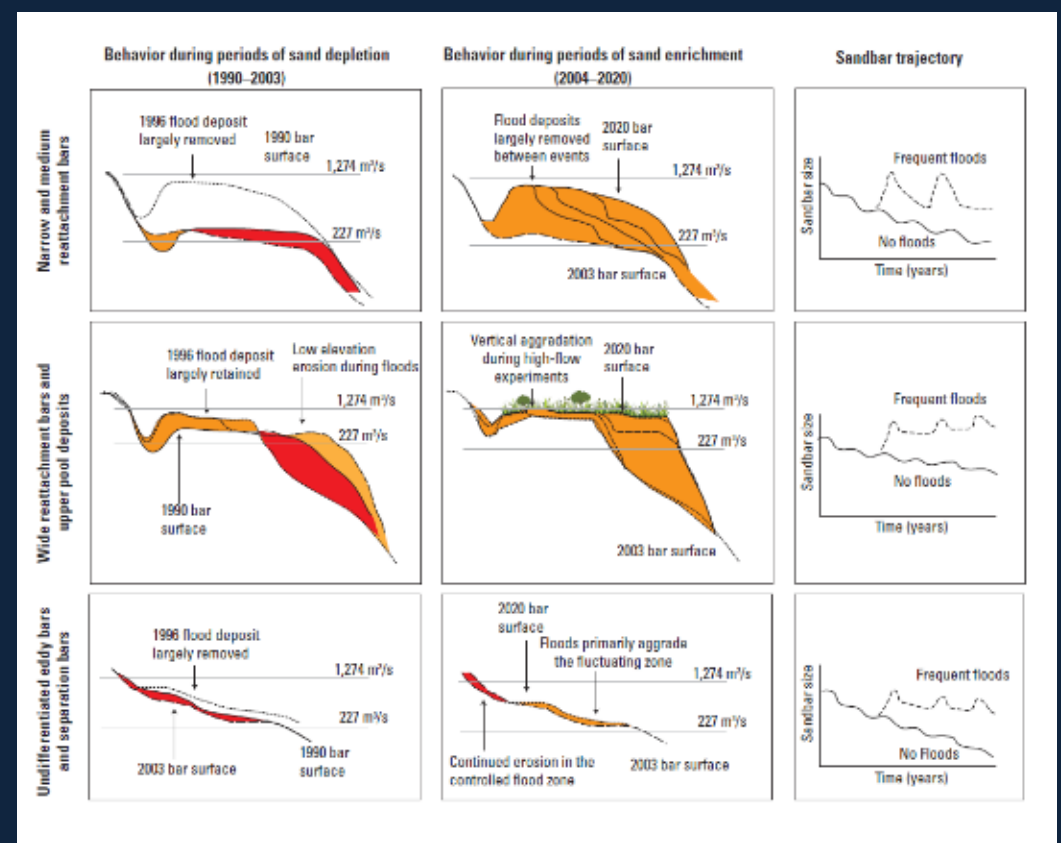 Behavior during periods of sand depletion
(1990–2003)
Behavior during periods of sand enrichment
(2004–2020)
Sandbar trajectory
Narrow and medium
reattachment bars
1996 flood deposit
largely removed
1990 bar
surface
1,274 m³/s
227 m³/s
Flood deposits
largely removed
between events
2020 bar
surface
1,274 m³/s
227 m³/s
2003 bar surface
Sandbar size
Frequent floods
No floods
Time (years)
Wide reattachment bars and
upper pool deposits
1996 flood deposit
largely retained
Low elevation
erosion during floods
1,274 m³/s
227 m³/s
1990 bar
surface
Vertical aggradation
during high-flow
experiments
2020 bar
surface
1,274 m³/s
227 m³/s
2003 bar surface
Sandbar size
Frequent floods
No floods
Time (years)
Undifferentiated eddy bars
and separation bars
1996 flood deposit
largely removed
1,274 m³/s
227 m³/s
2003 bar surface
1990 bar
surface
2020 bar
surface
Floods primarily aggrade
the fluctuating zone
1,274 m³/s
227 m³/s
Continued erosion in the
controlled flood zone
2003 bar surface
Sandbar size
Frequent floods
No Floods
Time (years)